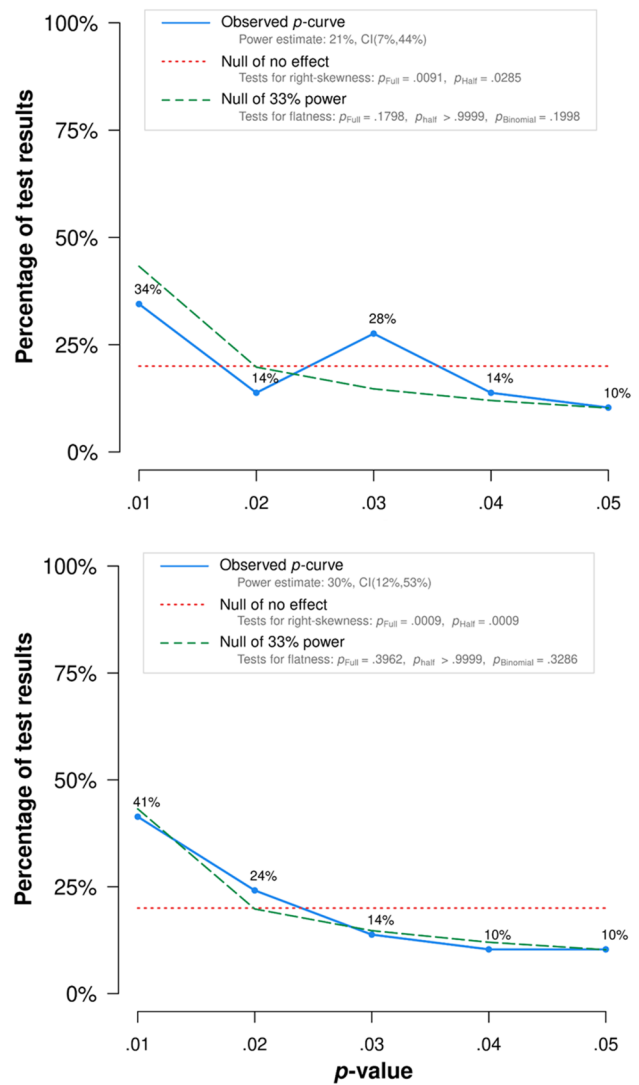 100%
Observed p-curve
Power estimate: 21%, CI(7%,44%)
Null of no effect
Tests for right-skewness: pFull = .0091, pHalf = .0285
Null of 33% power
Tests for flatness: pFull = .1798, phalf > .9999, pBinomial = .1998
75%
50%
25%
0%
Percentage of test results
34%
14%
28%
14%
10%
.01
.02
.03
.04
.05
100%
Observed p-curve
Power estimate: 30%, CI(12%,53%)
Null of no effect
Tests for right-skewness: pFull = .0009, pHalf = .0009
Null of 33% power
Tests for flatness: pFull = .3962, phalf > .9999, pBinomial = .3286
75%
50%
25%
0%
Percentage of test results
41%
24%
14%
10%
10%
.01
.02
.03
.04
.05
p-value